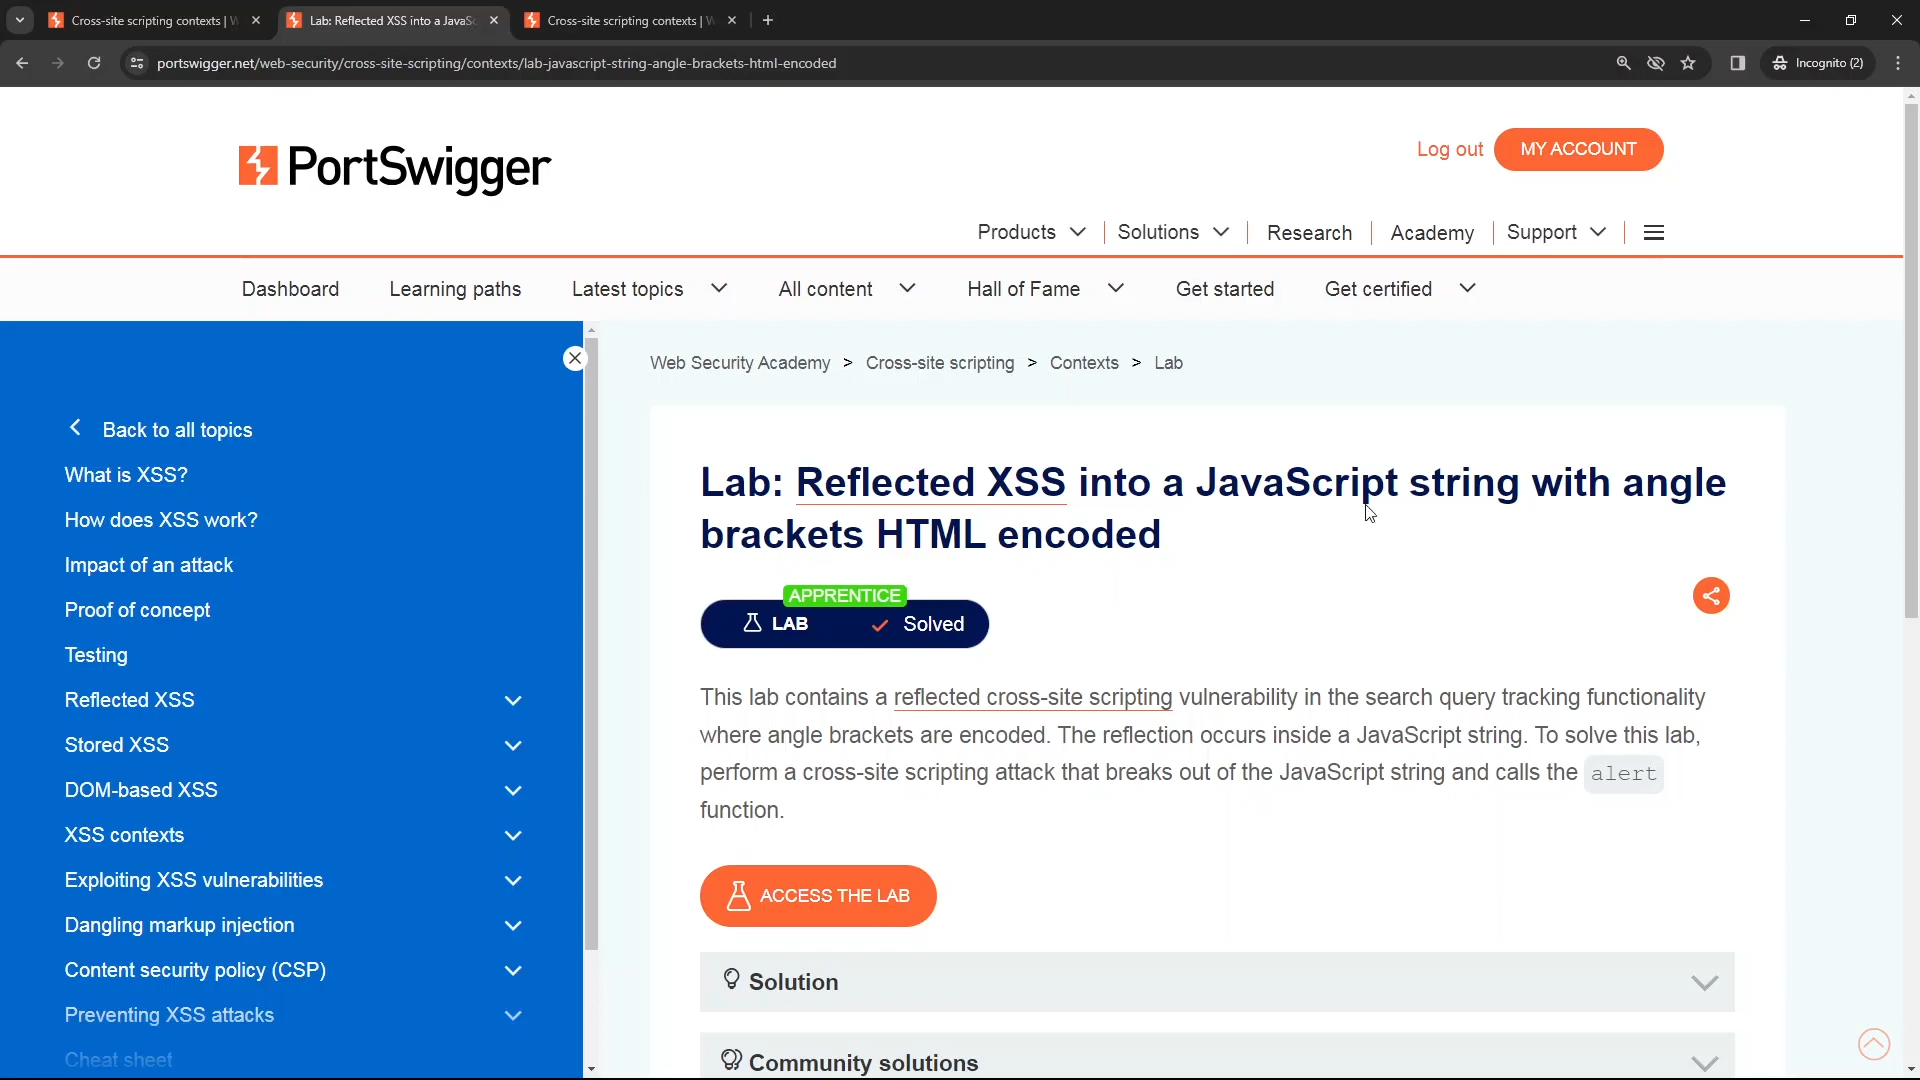 Cross-site scripting contexts | W
Lab: Reflected XSS into a JavaSc
Cross-site scripting contexts | W
portswigger.net/web-security/cross-site-scripting/contexts/lab-javascript-string-angle-brackets-html-encoded
Incognito (2)
PortSwigger
Log out
MY ACCOUNT
Products
Solutions
Research
Academy
Support
Dashboard
Learning paths
Latest topics
All content
Hall of Fame
Get started
Get certified
Back to all topics
What is XSS?
How does XSS work?
Impact of an attack
Proof of concept
Testing
Reflected XSS
Stored XSS
DOM-based XSS
XSS contexts
Exploiting XSS vulnerabilities
Dangling markup injection
Content security policy (CSP)
Preventing XSS attacks
Cheat sheet
Web Security Academy > Cross-site scripting > Contexts > Lab
Lab: Reflected XSS into a JavaScript string with angle
brackets HTML encoded
APPRENTICE
LAB
Solved
This lab contains a reflected cross-site scripting vulnerability in the search query tracking functionality
where angle brackets are encoded. The reflection occurs inside a JavaScript string. To solve this lab,
perform a cross-site scripting attack that breaks out of the JavaScript string and calls the alert
function.
ACCESS THE LAB
Solution
Community solutions